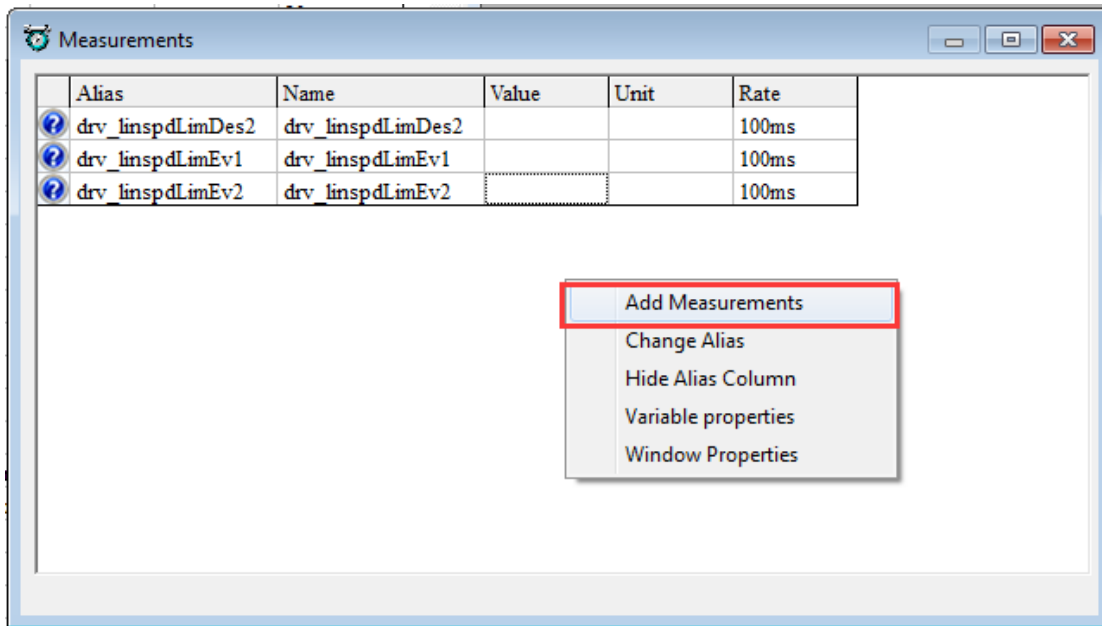 Measurements
Alias Name Value Unit Rate
drv_linspdLimDes2 drv_linspdLimDes2 100ms
drv_linspdLimEv1 drv_linspdLimEv1 100ms
drv_linspdLimEv2 drv_linspdLimEv2 100ms
Add Measurements
Change Alias
Hide Alias Column
Variable properties
Window Properties